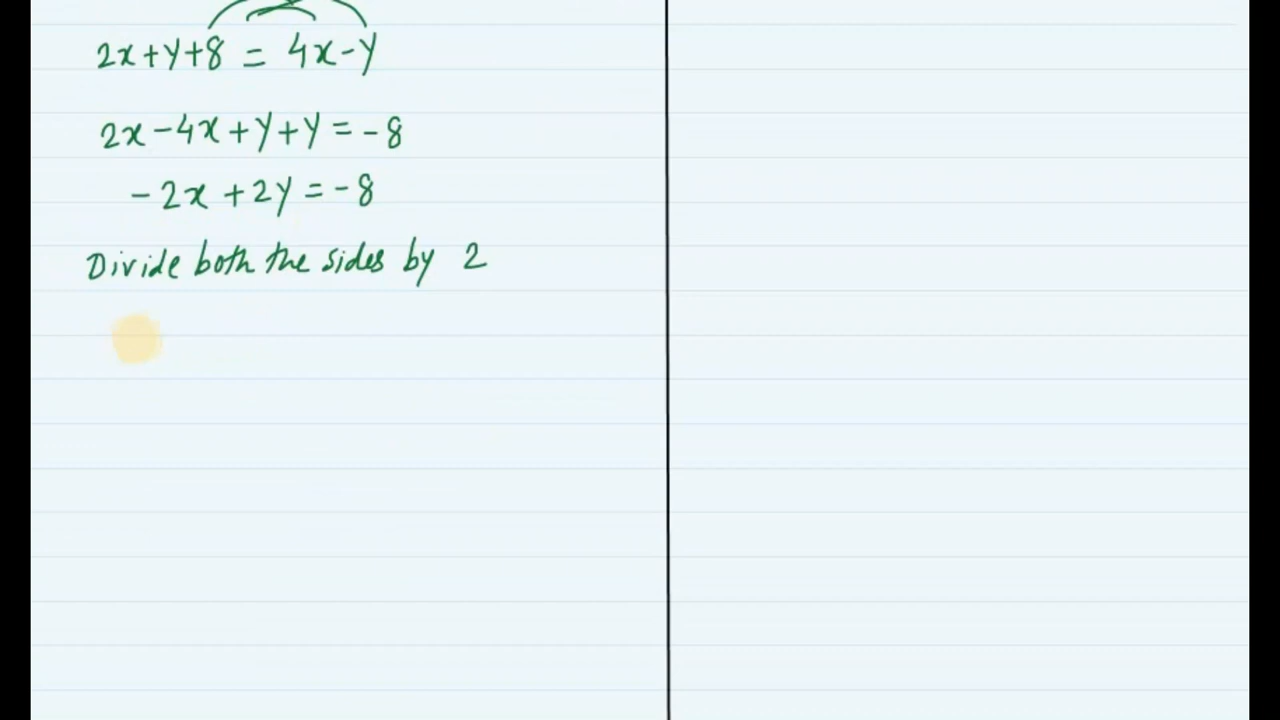 2x+y+8 = 4x-y
2x-4x+y+y = -8
-2x +2y = -8
Divide both the sides by 2